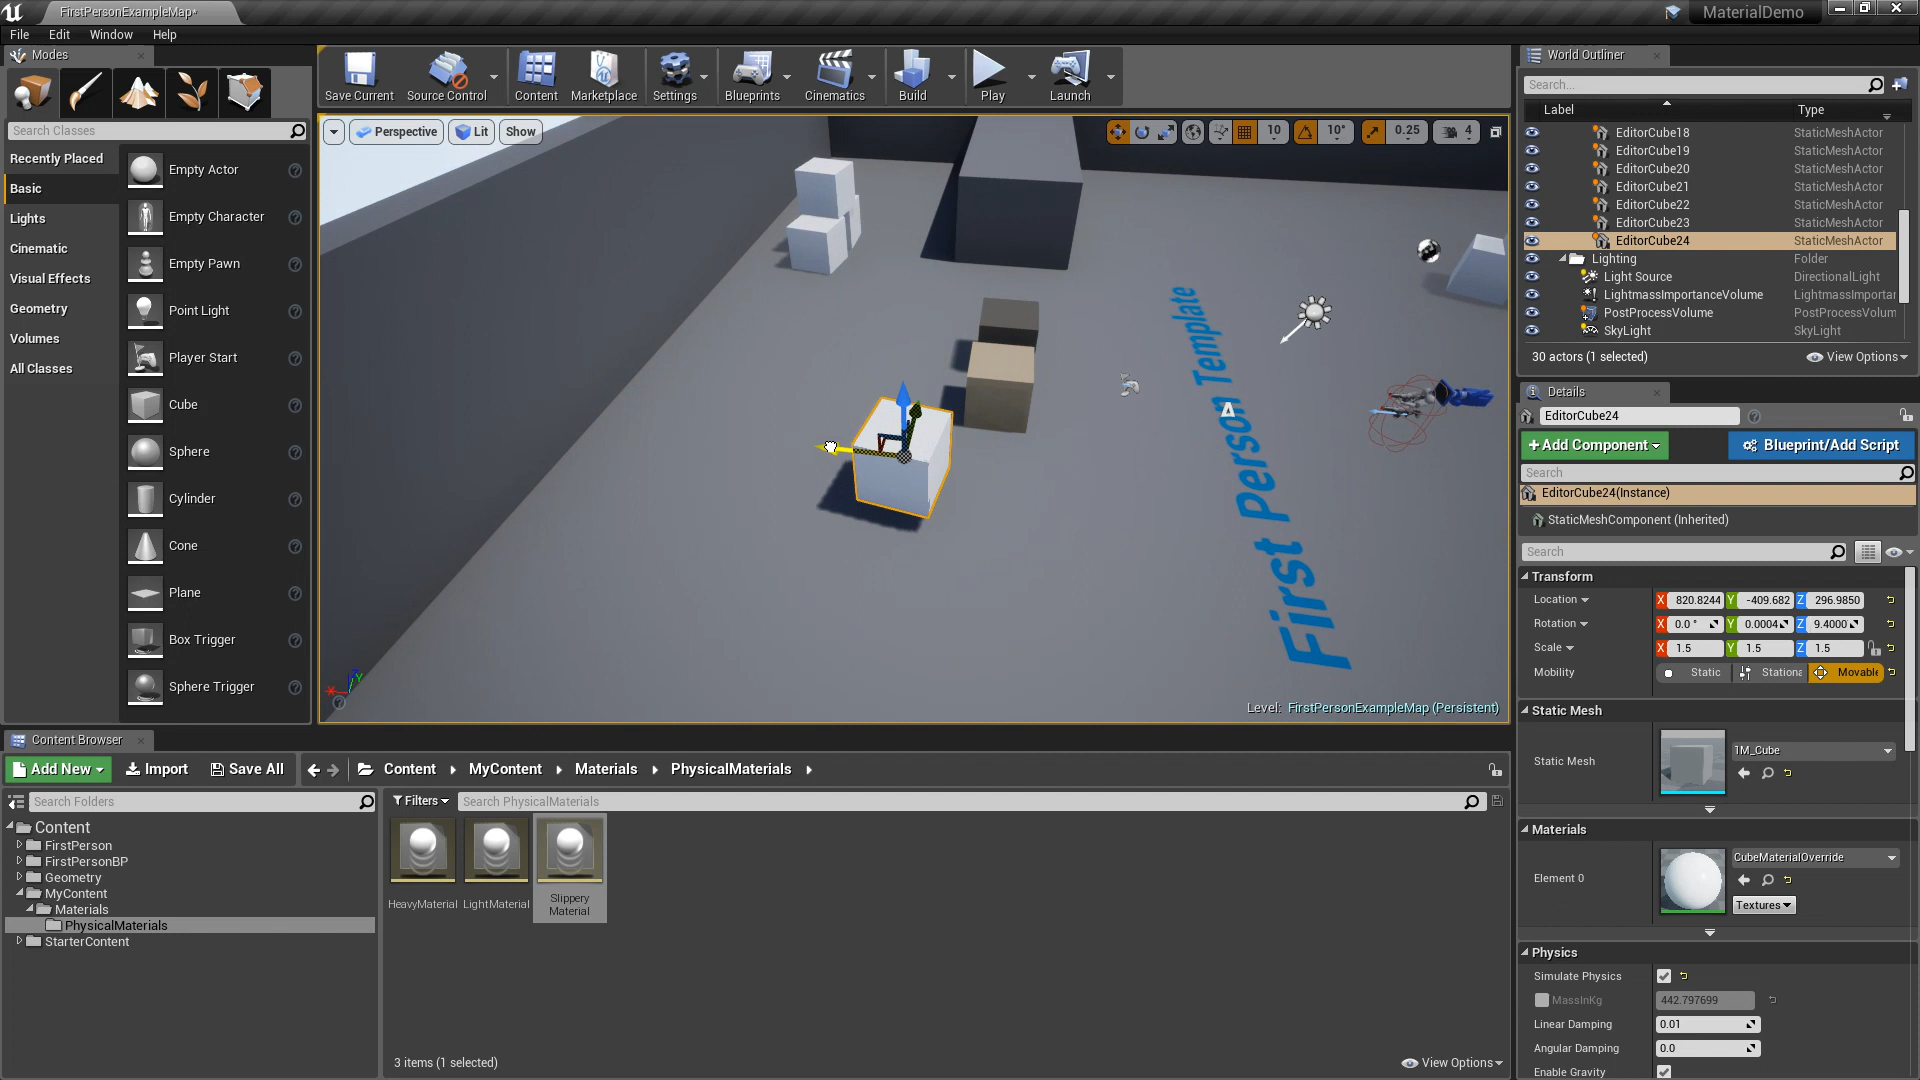 FirstPersonExampleMap*
MaterialDemo
File Edit Window Help
Modes
Search Classes
Recently Placed
Basic
Lights
Cinematic
Visual Effects
Geometry
Volumes
All Classes
Empty Actor
Empty Character
Empty Pawn
Point Light
Player Start
Cube
Sphere
Cylinder
Cone
Plane
Box Trigger
Sphere Trigger
Save Current
Source Control
Content
Marketplace
Settings
Blueprints
Cinematics
Build
Play
Launch
Perspective
Lit
Show
10
10°
0.25
4
First Person Template
Level: FirstPersonExampleMap (Persistent)
World Outliner
Search...
Label Type
EditorCube18 StaticMeshActor
EditorCube19 StaticMeshActor
EditorCube20 StaticMeshActor
EditorCube21 StaticMeshActor
EditorCube22 StaticMeshActor
EditorCube23 StaticMeshActor
EditorCube24 StaticMeshActor
Lighting Folder
Light Source DirectionalLight
LightmassImportanceVolume LightmassImportar
PostProcessVolume PostProcessVolum
SkyLight SkyLight
30 actors (1 selected)
View Options
Details
EditorCube24
+Add Component
Blueprint/Add Script
Search
EditorCube24(Instance)
StaticMeshComponent (Inherited)
Search
Transform
Location X 820.8244 Y -409.682 Z 296.9850
Rotation X 0.0 ° Y 0.0004 Z 9.4000
Scale X 1.5 Y 1.5 Z 1.5
Mobility Static Stationa Movable
Static Mesh
Static Mesh 1M_Cube
Materials
Element 0 CubeMaterialOverride
Textures
Physics
Simulate Physics
MassInKg 442.797699
Linear Damping 0.01
Angular Damping 0.0
Enable Gravity
Content Browser
Add New
Import
Save All
Content MyContent Materials PhysicalMaterials
Search Folders
Content
FirstPerson
FirstPersonBP
Geometry
MyContent
Materials
PhysicalMaterials
StarterContent
Filters
Search PhysicalMaterials
HeavyMaterial
LightMaterial
Slippery
Material
3 items (1 selected)
View Options